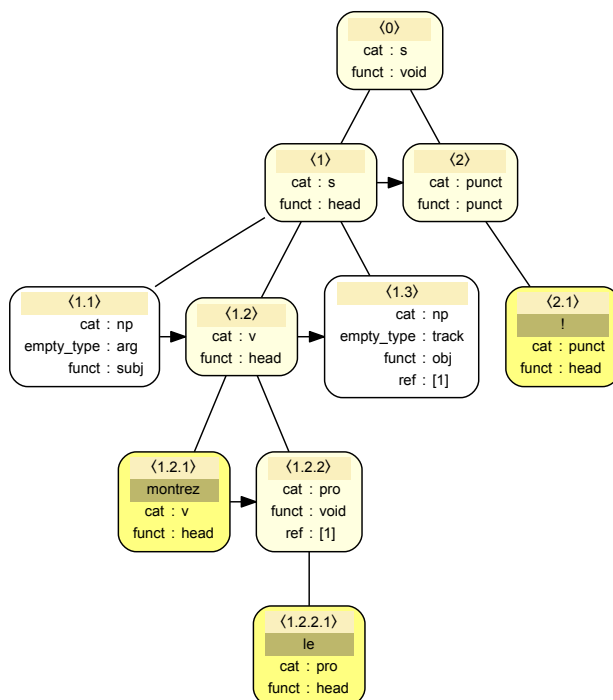 ⟨0⟩
cat : s
funct : void
⟨1⟩
cat : s
funct : head
⟨2⟩
cat : punct
funct : punct
⟨1.1⟩
cat : np
empty_type : arg
funct : subj
⟨1.2⟩
cat : v
funct : head
⟨1.3⟩
cat : np
empty_type : track
funct : obj
ref : [1]
⟨2.1⟩
!
cat : punct
funct : head
⟨1.2.1⟩
montrez
cat : v
funct : head
⟨1.2.2⟩
cat : pro
funct : void
ref : [1]
⟨1.2.2.1⟩
le
cat : pro
funct : head